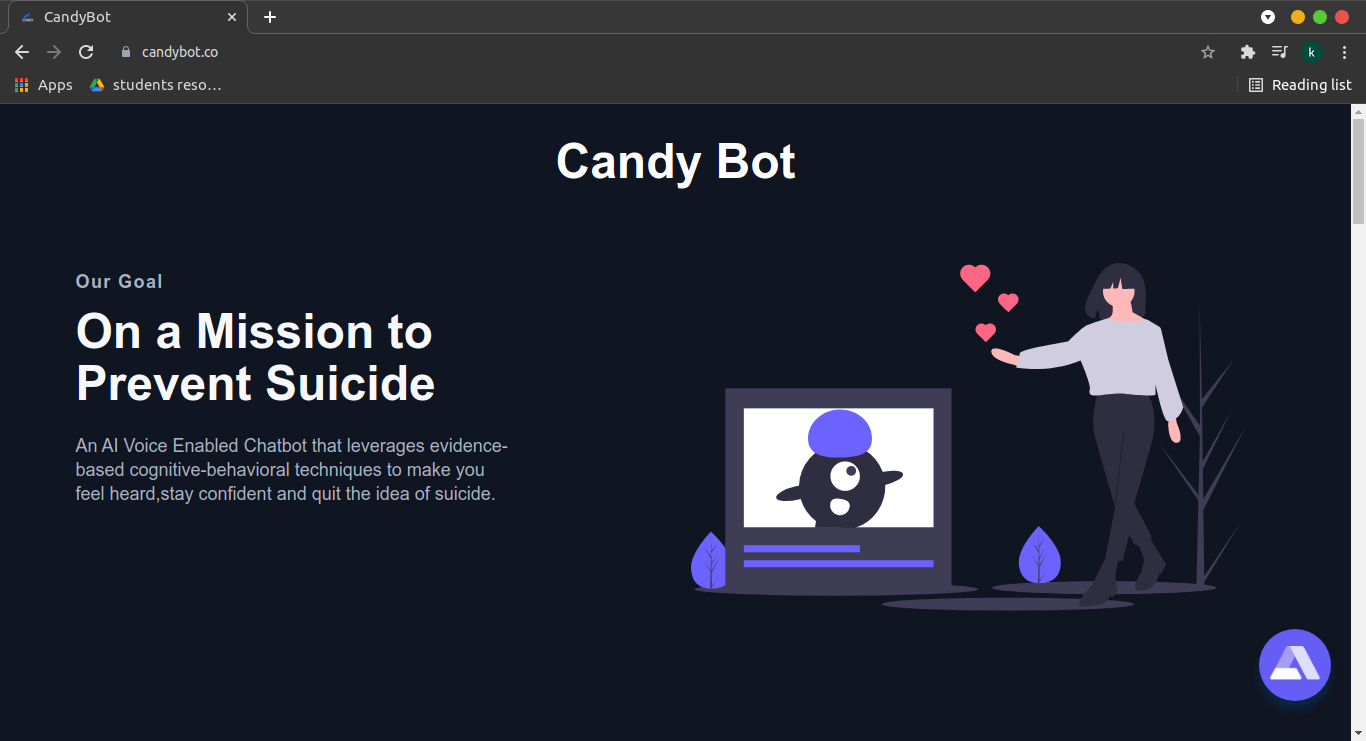 CandyBot
candybot.co
k
Apps
students reso…
Reading list
Candy Bot
Our Goal
On a Mission to
Prevent Suicide
An AI Voice Enabled Chatbot that leverages evidence-
based cognitive-behavioral techniques to make you
feel heard,stay confident and quit the idea of suicide.